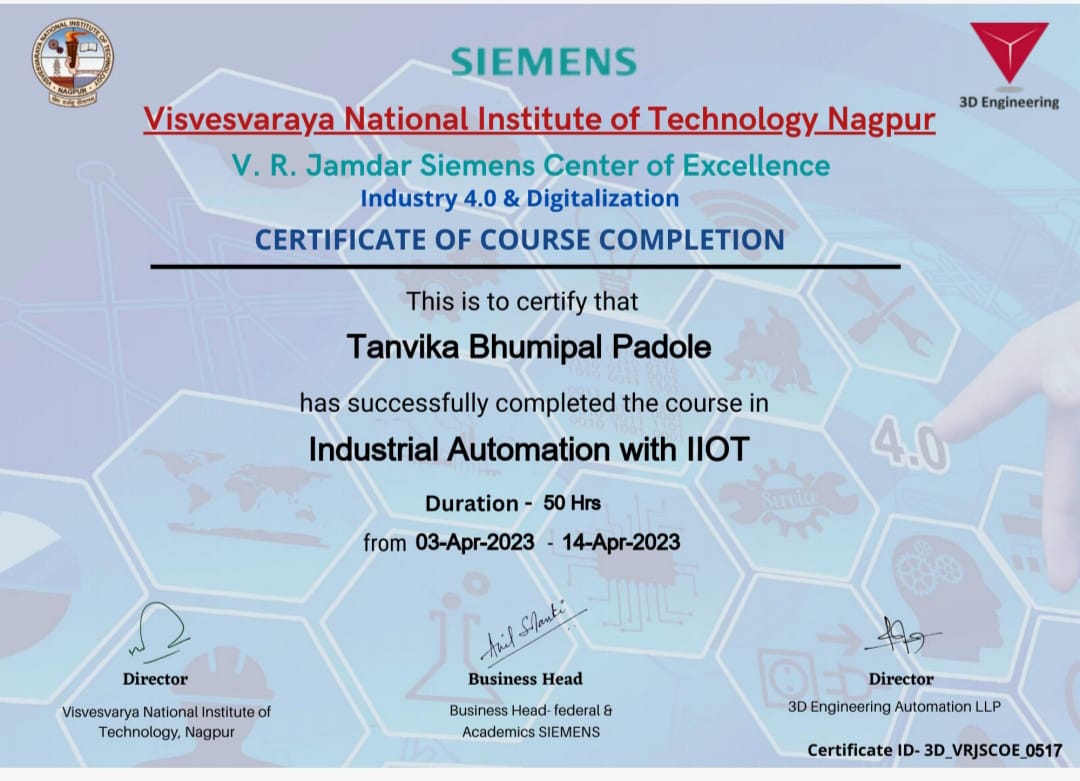 VISVESVARAYA NATIONAL INSTITUTE OF TECHNOLOGY
NAGPUR
SIEMENS
3D Engineering
Visvesvaraya National Institute of Technology Nagpur
V. R. Jamdar Siemens Center of Excellence
Industry 4.0 & Digitalization
CERTIFICATE OF COURSE COMPLETION
This is to certify that
Tanvika Bhumipal Padole
has successfully completed the course in
Industrial Automation with IIOT
4.0
Service
Duration - 50 Hrs
from 03-Apr-2023 - 14-Apr-2023
Director
Visvesvarya National Institute of
Technology, Nagpur
Business Head
Business Head- federal &
Academics SIEMENS
Director
3D Engineering Automation LLP
Certificate ID- 3D_VRJSCOE_0517